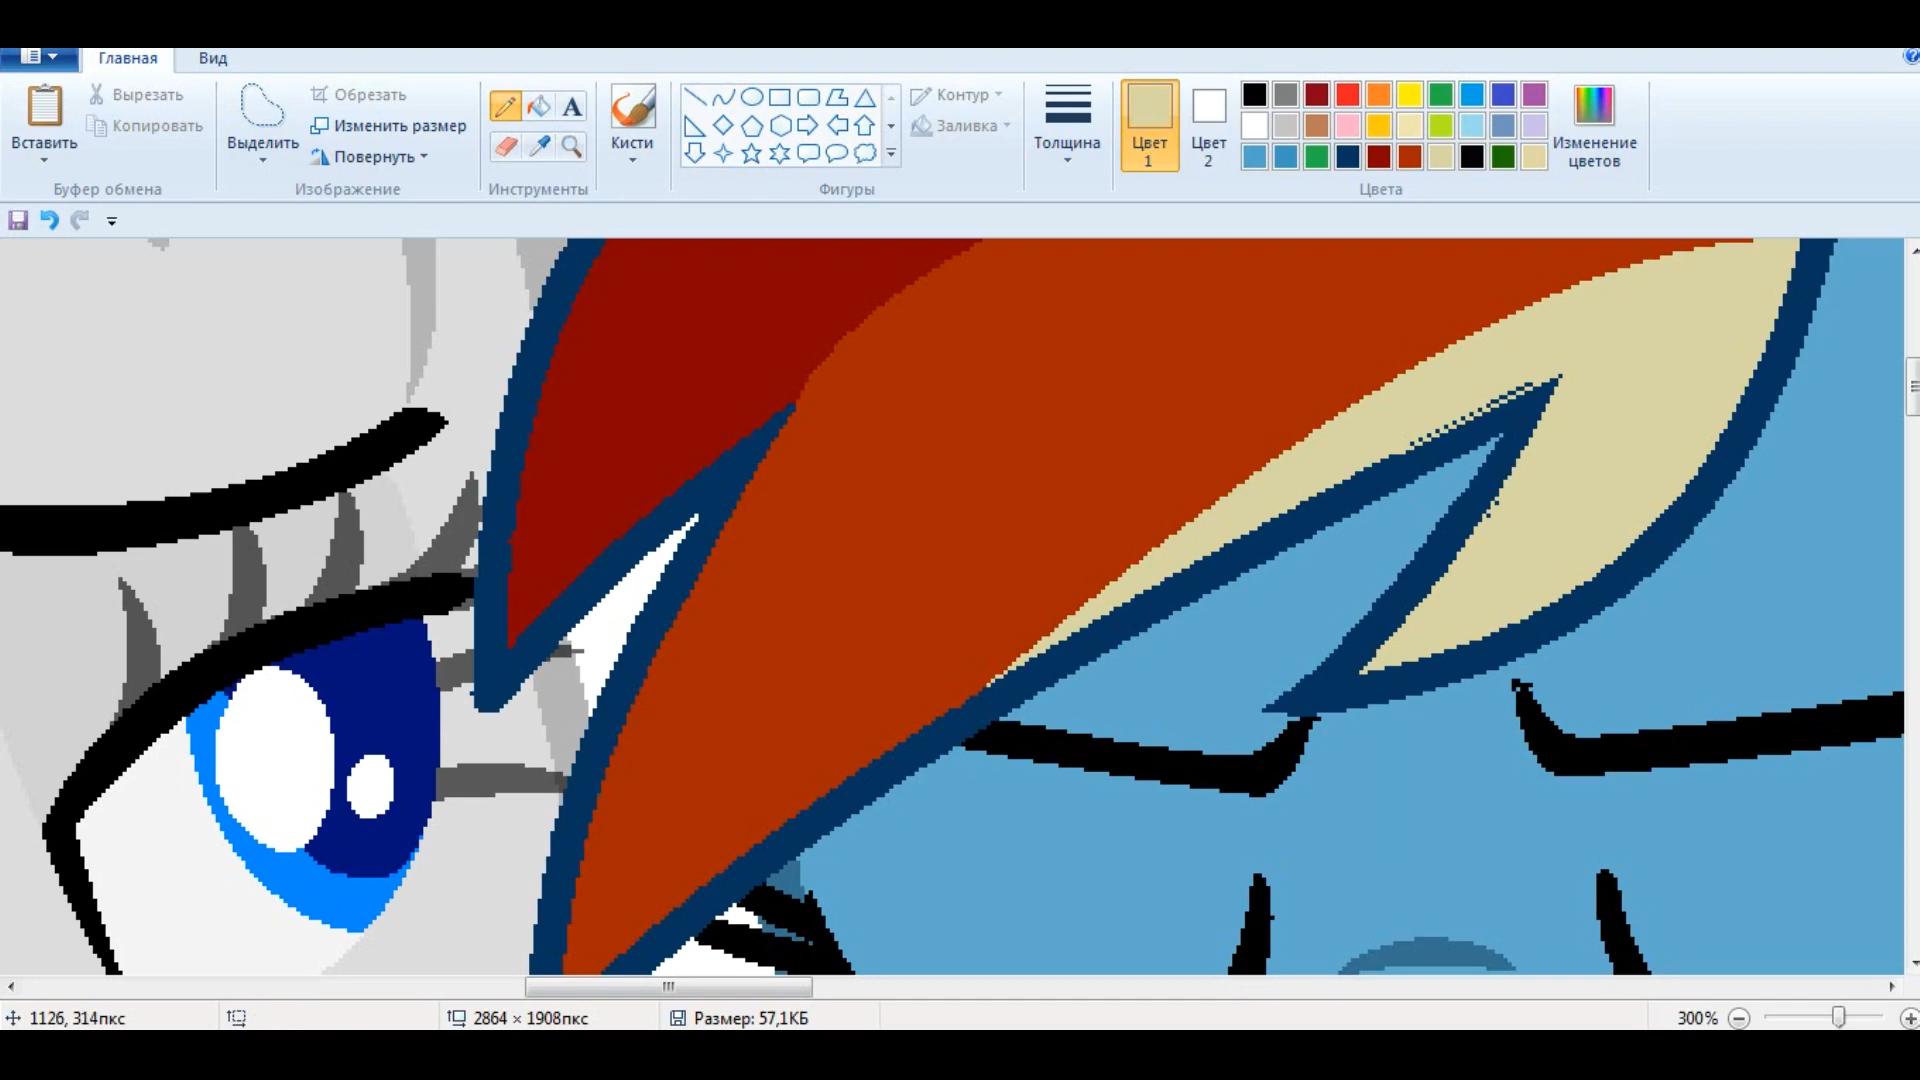 Главная Вид
Вырезать Обрезать Контур
Вставить Копировать Выделить Изменить размер A Кисти Заливка Толщина Цвет 1 Цвет 2 Изменение цветов
Повернуть
Буфер обмена Изображение Инструменты Фигуры Цвета
1126, 314пкс 2864 × 1908пкс Размер: 57,1КБ 300%